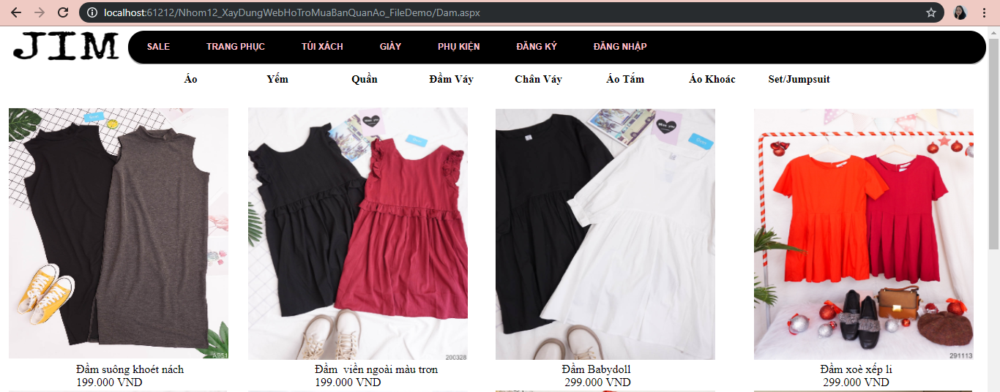 localhost:61212/Nhom12_XayDungWebHoTroMuaBanQuanAo_FileDemo/Dam.aspx
JIM
SALE TRANG PHỤC TÚI XÁCH GIÀY PHỤ KIỆN ĐĂNG KÝ ĐĂNG NHẬP
Áo Yếm Quần Đầm Váy Chân Váy Áo Tắm Áo Khoác Set/Jumpsuit
A951 200328 291113
Đầm suông khoét nách Đầm viền ngoài màu trơn Đầm Babydoll Đầm xoè xếp li
199.000 VND 199.000 VND 299.000 VND 299.000 VND